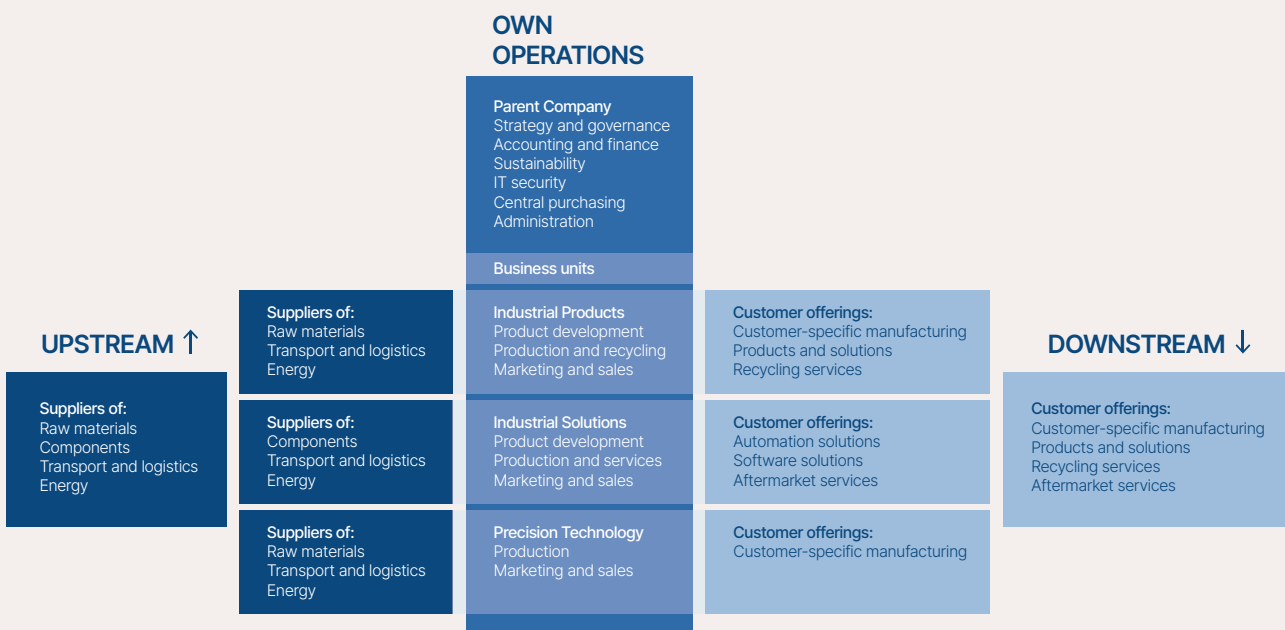 OWN
OPERATIONS
Parent Company
Strategy and governance
Accounting and finance
Sustainability
IT security
Central purchasing
Administration
Business units
UPSTREAM ↑
Suppliers of:
Raw materials
Components
Transport and logistics
Energy
Suppliers of:
Raw materials
Transport and logistics
Energy
Industrial Products
Product development
Production and recycling
Marketing and sales
Customer offerings:
Customer-specific manufacturing
Products and solutions
Recycling services
Suppliers of:
Components
Transport and logistics
Energy
Industrial Solutions
Product development
Production and services
Marketing and sales
Customer offerings:
Automation solutions
Software solutions
Aftermarket services
Suppliers of:
Raw materials
Transport and logistics
Energy
Precision Technology
Production
Marketing and sales
Customer offerings:
Customer-specific manufacturing
DOWNSTREAM ↓
Customer offerings:
Customer-specific manufacturing
Products and solutions
Recycling services
Aftermarket services